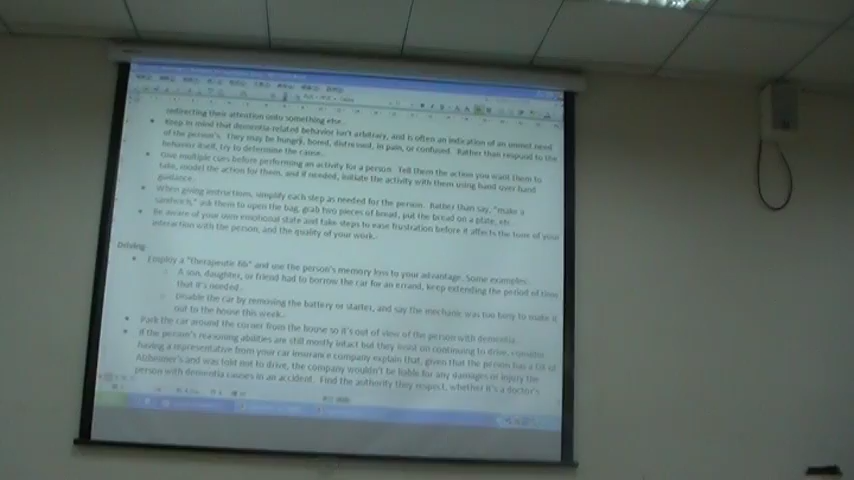 redirecting their attention onto something else.
Keep in mind that dementia-related behavior isn't arbitrary, and is often an indication of an unmet need
of the person's. They may be hungry, bored, distressed, in pain, or confused. Rather than respond to the
behavior itself, try to determine the cause.
Give multiple cues before performing an activity for a person. Tell them the action you want them to
take, model the action for them, and if needed, initiate the activity with them using hand over hand
guidance.
When giving instructions, simplify each step as needed for the person. Rather than say, "make a
sandwich," ask them to open the bag, grab two pieces of bread, put the bread on a plate, etc.
Be aware of your own emotional state and take steps to ease frustration before it affects the tone of your
interaction with the person, and the quality of your work.
Driving
Employ a "therapeutic fib" and use the person's memory loss to your advantage. Some examples:
A son, daughter, or friend had to borrow the car for an errand, keep extending the period of time
that it's needed.
Disable the car by removing the battery or starter, and say the mechanic was too busy to make it
out to the house this week.
Park the car around the corner from the house so it's out of view of the person with dementia.
If the person's reasoning abilities are still mostly intact but they insist on continuing to drive, consider
having a representative from your car insurance company explain that, given that the person has a DX of
Alzheimer's and was told not to drive, the company wouldn't be liable for any damages or injury the
person with dementia causes in an accident. Find the authority they respect, whether it's a doctor's